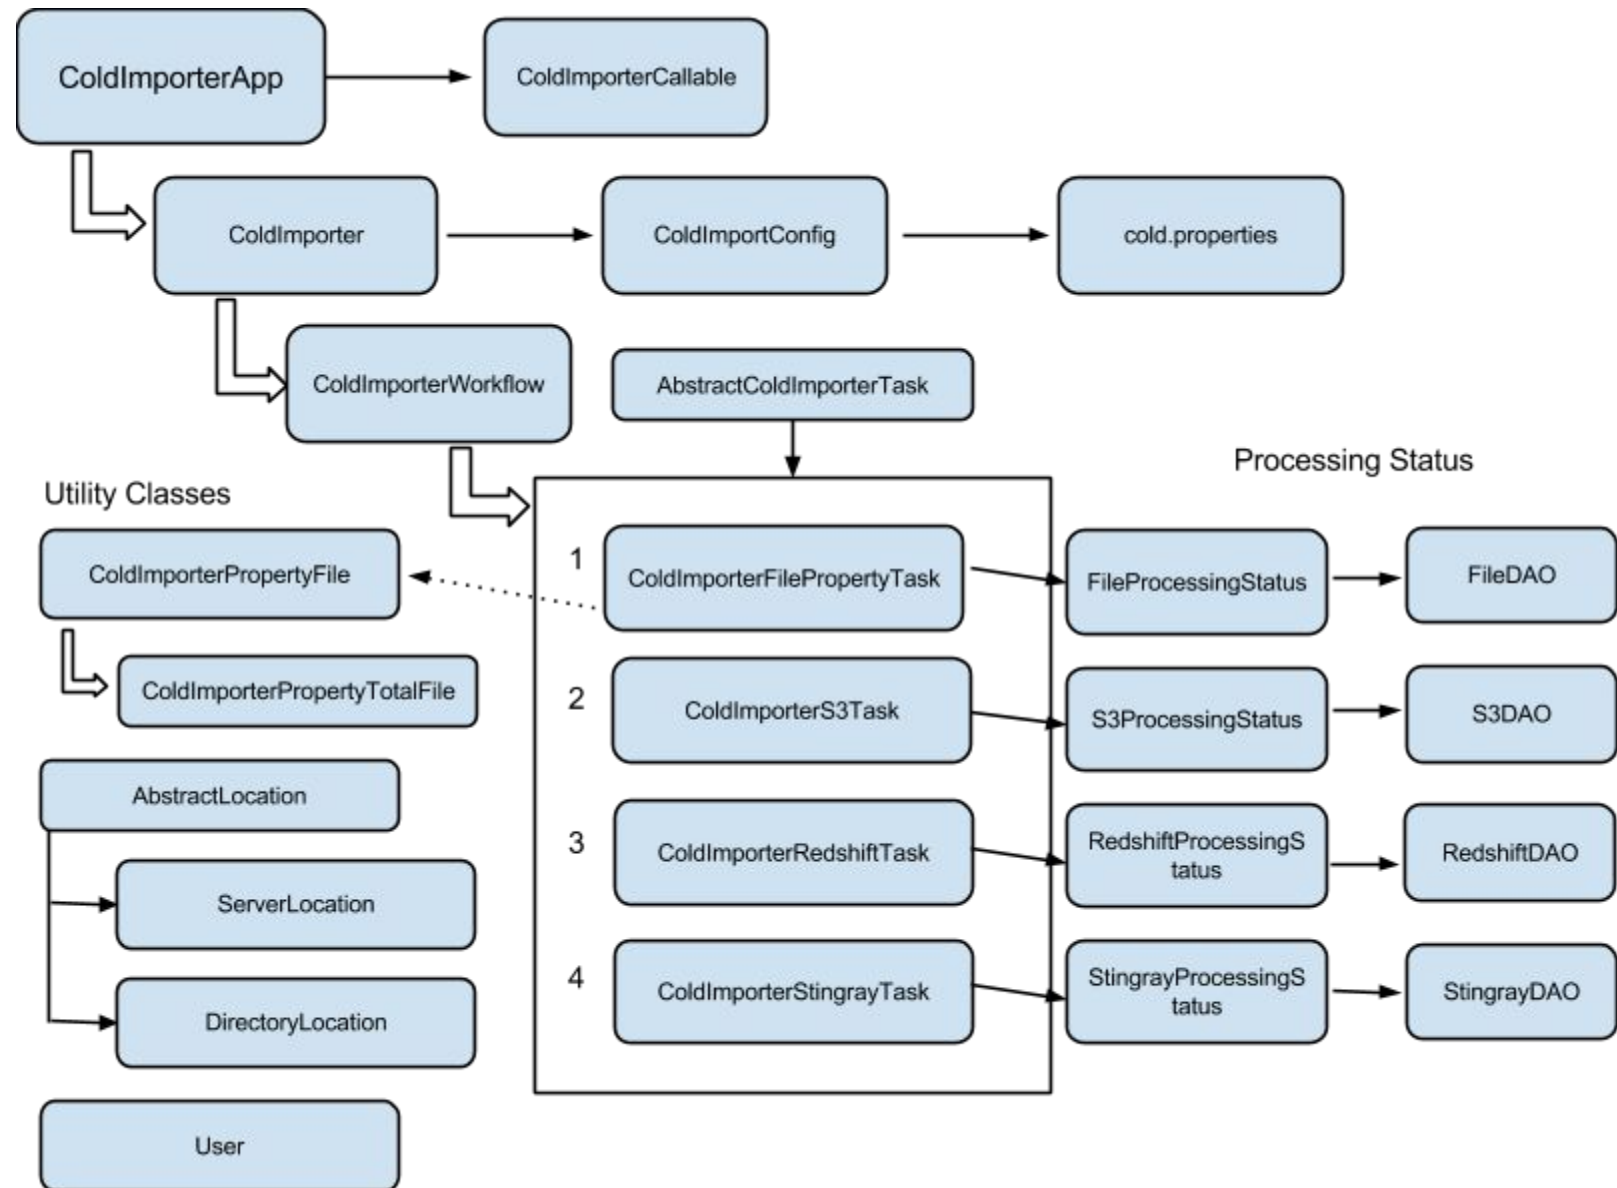 ColdImporterApp
ColdImporterCallable
ColdImporter
ColdImportConfig
cold.properties
ColdImporterWorkflow
AbstractColdImporterTask
Processing Status
Utility Classes
ColdImporterPropertyFile
1
ColdImporterFilePropertyTask
FileProcessingStatus
FileDAO
ColdImporterPropertyTotalFile
2
ColdImporterS3Task
S3ProcessingStatus
S3DAO
AbstractLocation
3
ColdImporterRedshiftTask
RedshiftProcessingS
tatus
RedshiftDAO
ServerLocation
4
ColdImporterStingrayTask
StingrayProcessingS
tatus
StingrayDAO
DirectoryLocation
User